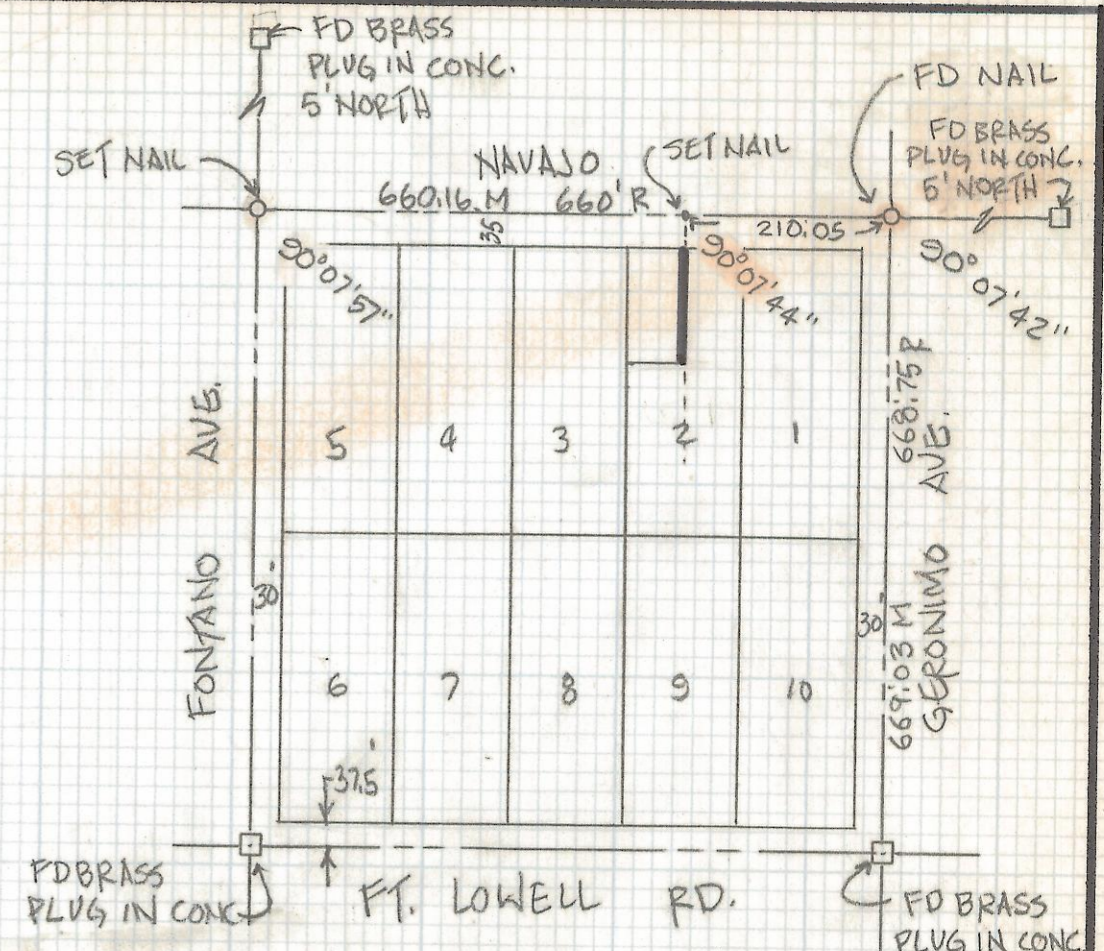 FD BRASS
PLUG IN CONC.
5' NORTH
FD NAIL
FD BRASS
PLUG IN CONC.
5' NORTH
SET NAIL
NAVAJO
SET NAIL
660.16 M 660' R
35'
210.05
90°07'57"
90°07'44"
90°07'42"
FONTANO AVE.
5
4
3
2
1
668.75 R
669.03 M
GERONIMO AVE.
30'
30'
6
7
8
9
10
37.5'
FD BRASS
PLUG IN CONC
FT. LOWELL RD.
FD BRASS
PLUG IN CONC